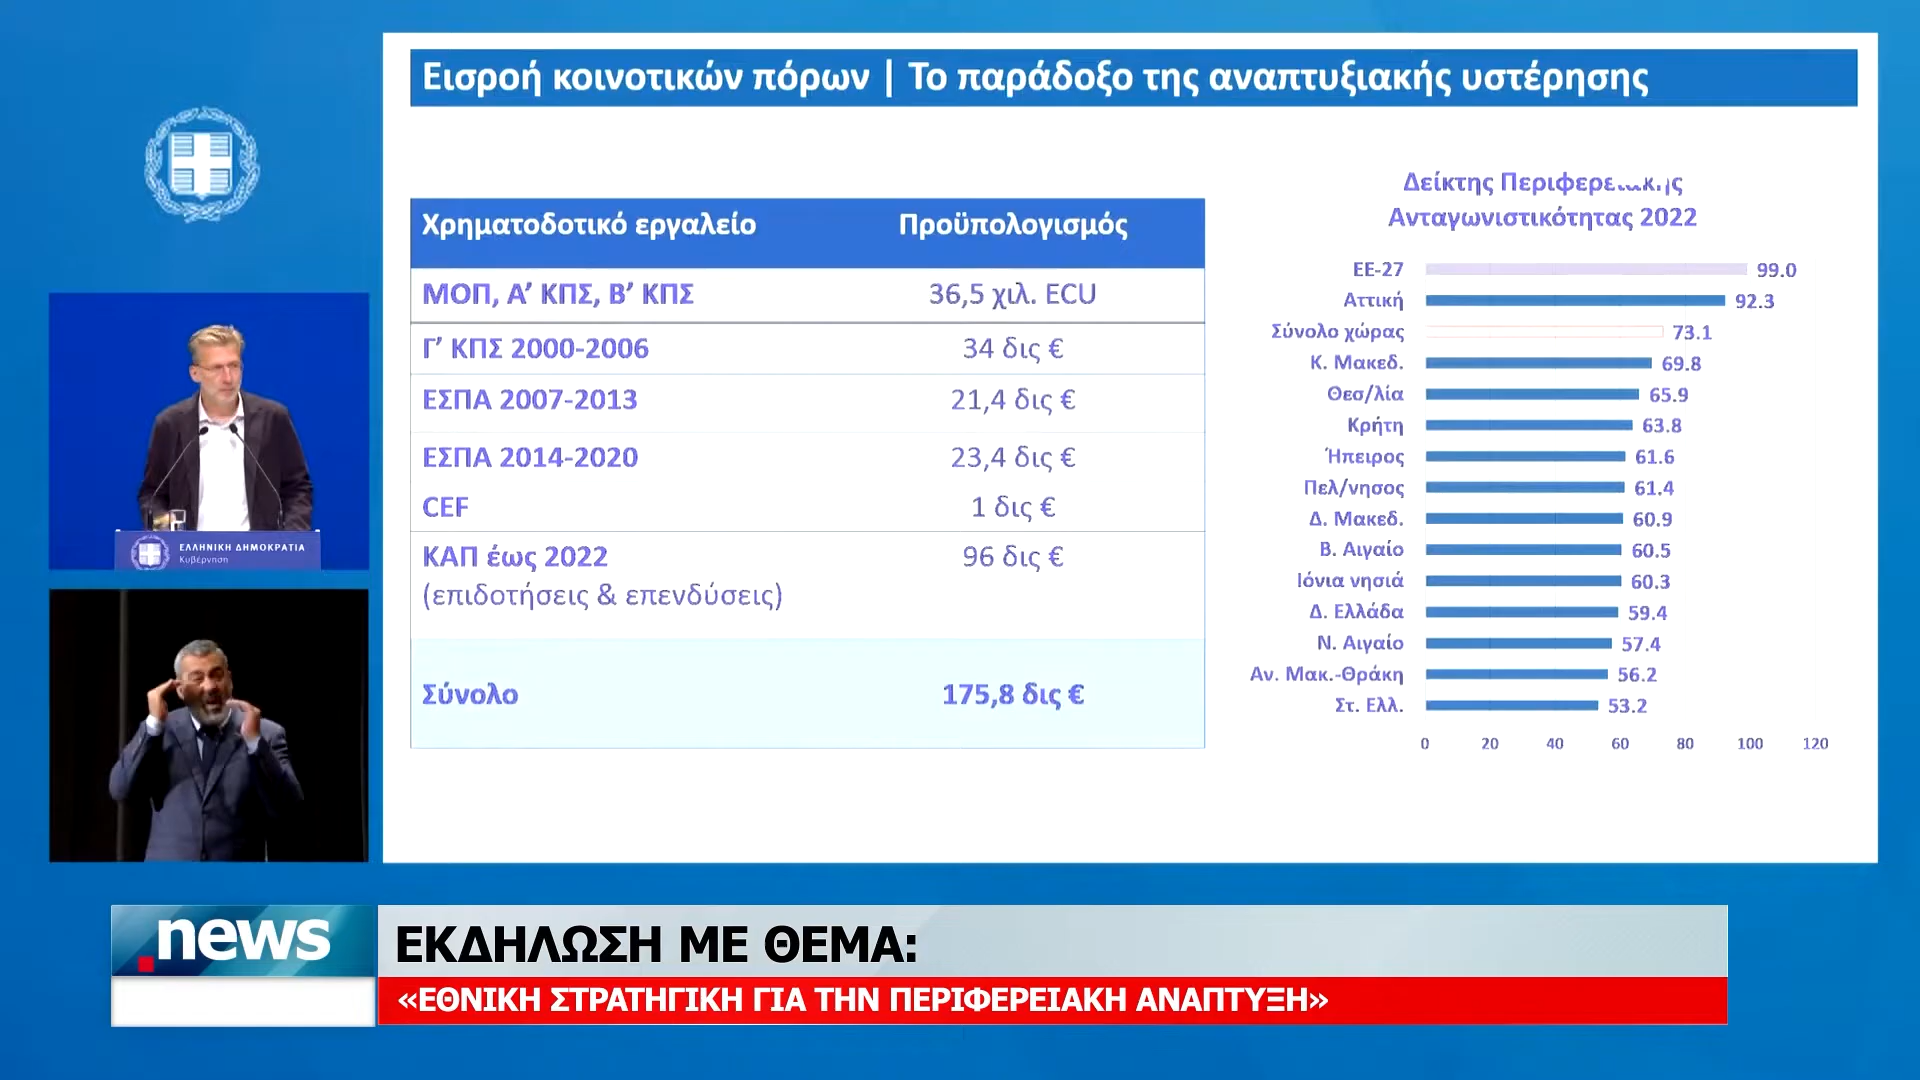 Εισροή κοινοτικών πόρων | Το παράδοξο της αναπτυξιακής υστέρησης
Χρηματοδοτικό εργαλείο Προϋπολογισμός
ΜΟΠ, Α’ ΚΠΣ, Β’ ΚΠΣ 36,5 χιλ. ECU
Γ’ ΚΠΣ 2000-2006 34 δις €
ΕΣΠΑ 2007-2013 21,4 δις €
ΕΣΠΑ 2014-2020 23,4 δις €
CEF 1 δις €
ΚΑΠ έως 2022 96 δις €
(επιδοτήσεις & επενδύσεις)
Σύνολο 175,8 δις €
Δείκτης
Ανταγωνιστικότητας 2022
ΕΕ-27 99.0
Αττική 92.3
Σύνολο χώρας 73.1
Κ. Μακεδ. 69.8
Θεσ/λία 65.9
Κρήτη 63.8
Ήπειρος 61.6
Πελ/νησος 61.4
Δ. Μακεδ. 60.9
Β. Αιγαίο 60.5
Ιόνια νησιά 60.3
Δ. Ελλάδα 59.4
Ν. Αιγαίο 57.4
Αν. Μακ.-Θράκη 56.2
Στ. Ελλ. 53.2
0 20 40 60 80 100 120
ΕΛΛΗΝΙΚΗ ΔΗΜΟΚΡΑΤΙΑ
Κυβέρνηση
.news
ΕΚΔΗΛΩΣΗ ΜΕ ΘΕΜΑ:
«ΕΘΝΙΚΗ ΣΤΡΑΤΗΓΙΚΗ ΓΙΑ ΤΗΝ ΠΕΡΙΦΕΡΕΙΑΚΗ ΑΝΑΠΤΥΞΗ»